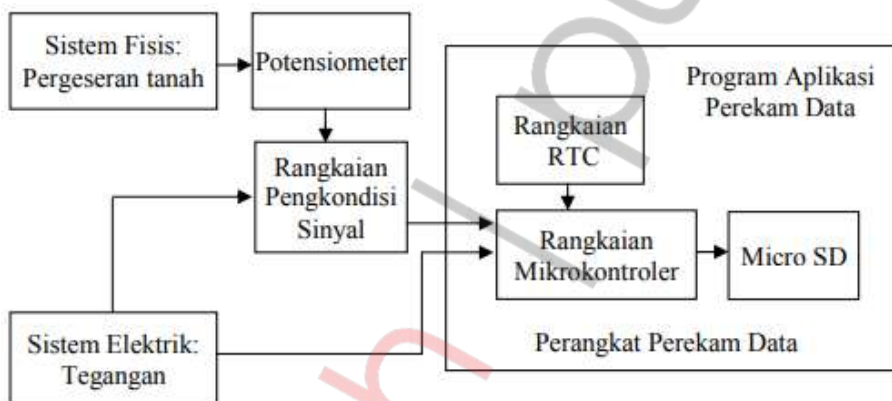 Sistem Fisis:
Pergeseran tanah
Potensiometer
Program Aplikasi
Perekam Data
Rangkaian
RTC
Rangkaian
Pengkondisi
Sinyal
Rangkaian
Mikrokontroler
Micro SD
Sistem Elektrik:
Tegangan
Perangkat Perekam Data